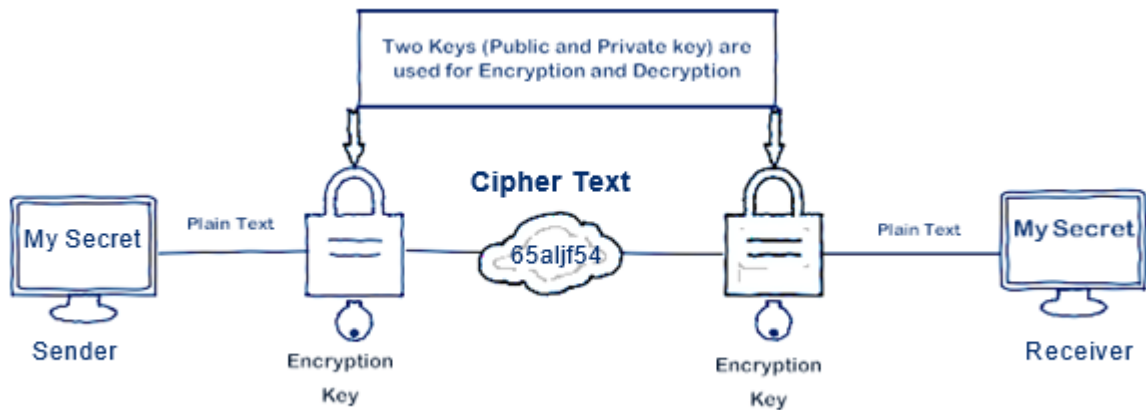 Two Keys (Public and Private key) are
used for Encryption and Decryption
Cipher Text
My Secret
Plain Text
65aljf54
Plain Text
My Secret
Sender
Encryption
Key
Encryption
Key
Receiver